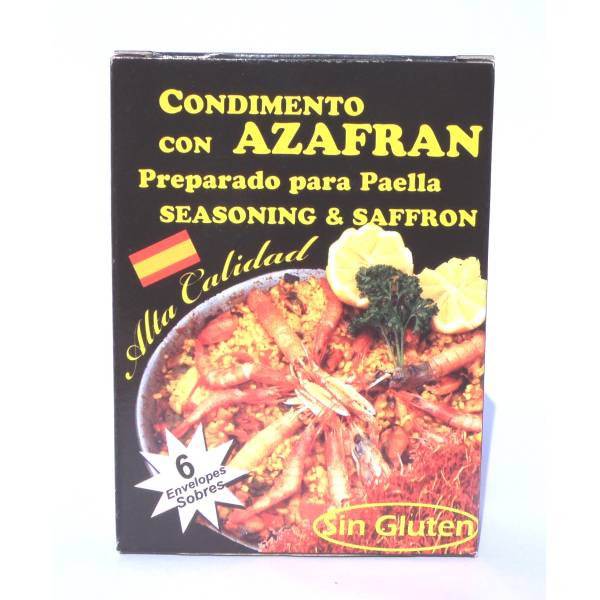 CONDIMENTO
CON AZAFRAN
Preparado para Paella
SEASONING & SAFFRON
Alta Calidad
6
Envelopes
Sobres
Sin Gluten